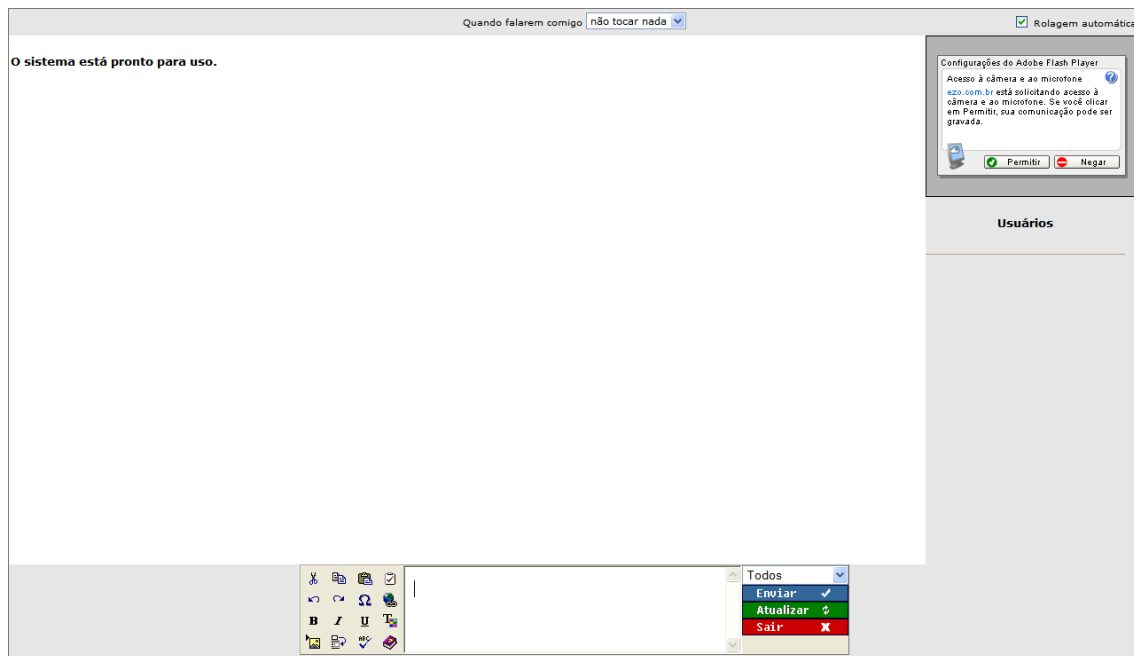 Quando falarem comigo não tocar nada
Rolagem automática
O sistema está pronto para uso.
Configurações do Adobe Flash Player
Acesso à câmera e ao microfone
ezo.com.br está solicitando acesso à
câmera e ao microfone. Se você clicar
em Permitir, sua comunicação pode ser
gravada.
Permitir Negar
Usuários
Todos
Enviar
Atualizar
Sair
Ω
B I U T
ABC